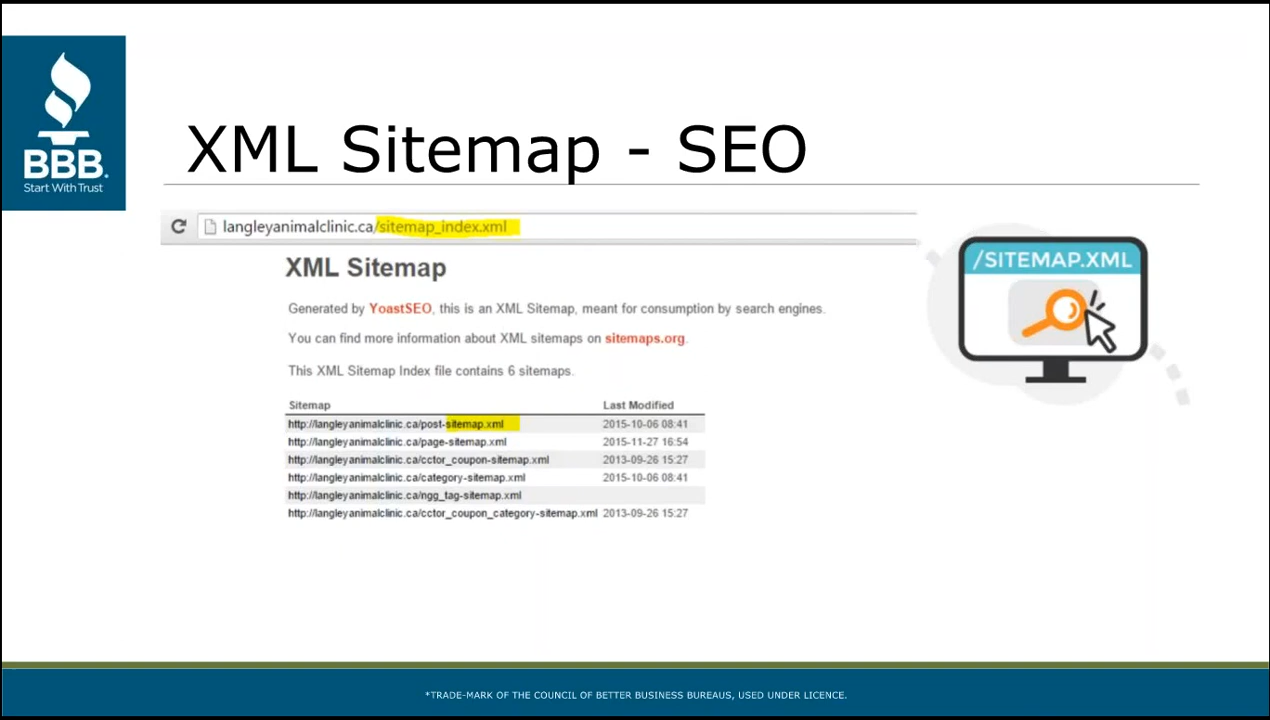 BBB.
Start With Trust
XML Sitemap - SEO
langleyanimalclinic.ca/sitemap_index.xml
XML Sitemap
Generated by YoastSEO, this is an XML Sitemap, meant for consumption by search engines.
You can find more information about XML sitemaps on sitemaps.org.
This XML Sitemap Index file contains 6 sitemaps.
Sitemap Last Modified
http://langleyanimalclinic.ca/post-sitemap.xml 2015-10-06 08:41
http://langleyanimalclinic.ca/page-sitemap.xml 2015-11-27 16:54
http://langleyanimalclinic.ca/cctor_coupon-sitemap.xml 2013-09-26 15:27
http://langleyanimalclinic.ca/category-sitemap.xml 2015-10-06 08:41
http://langleyanimalclinic.ca/ngg_tag-sitemap.xml
http://langleyanimalclinic.ca/cctor_coupon_category-sitemap.xml 2013-09-26 15:27
/SITEMAP.XML
*TRADE-MARK OF THE COUNCIL OF BETTER BUSINESS BUREAUS, USED UNDER LICENCE.